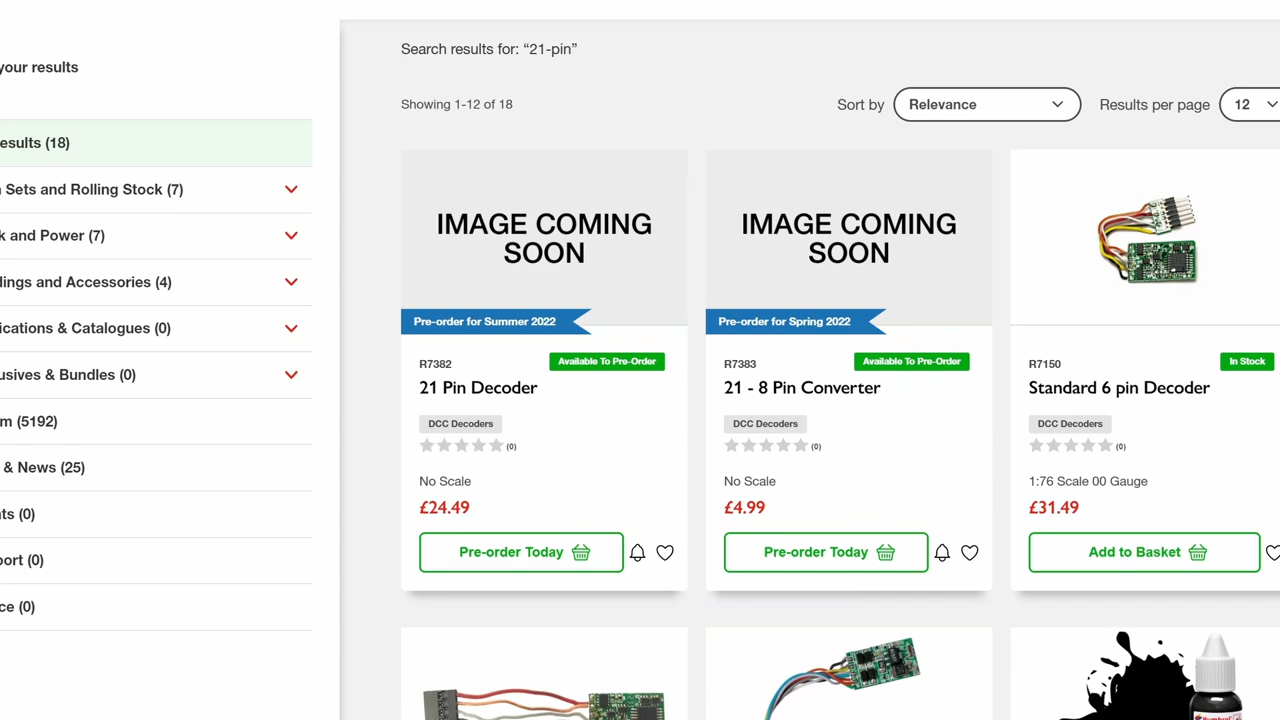 Search results for: “21-pin”
your results
Showing 1-12 of 18
Sort by
Relevance
Results per page
12
esults (18)
Sets and Rolling Stock (7)
k and Power (7)
dings and Accessories (4)
ications & Catalogues (0)
usives & Bundles (0)
m (5192)
& News (25)
nts (0)
port (0)
ce (0)
IMAGE COMING
SOON
Pre-order for Summer 2022
R7382
Available To Pre-Order
21 Pin Decoder
DCC Decoders
(0)
No Scale
£24.49
Pre-order Today
IMAGE COMING
SOON
Pre-order for Spring 2022
R7383
Available To Pre-Order
21 - 8 Pin Converter
DCC Decoders
(0)
No Scale
£4.99
Pre-order Today
R7150
In Stock
Standard 6 pin Decoder
DCC Decoders
(0)
1:76 Scale 00 Gauge
£31.49
Add to Basket